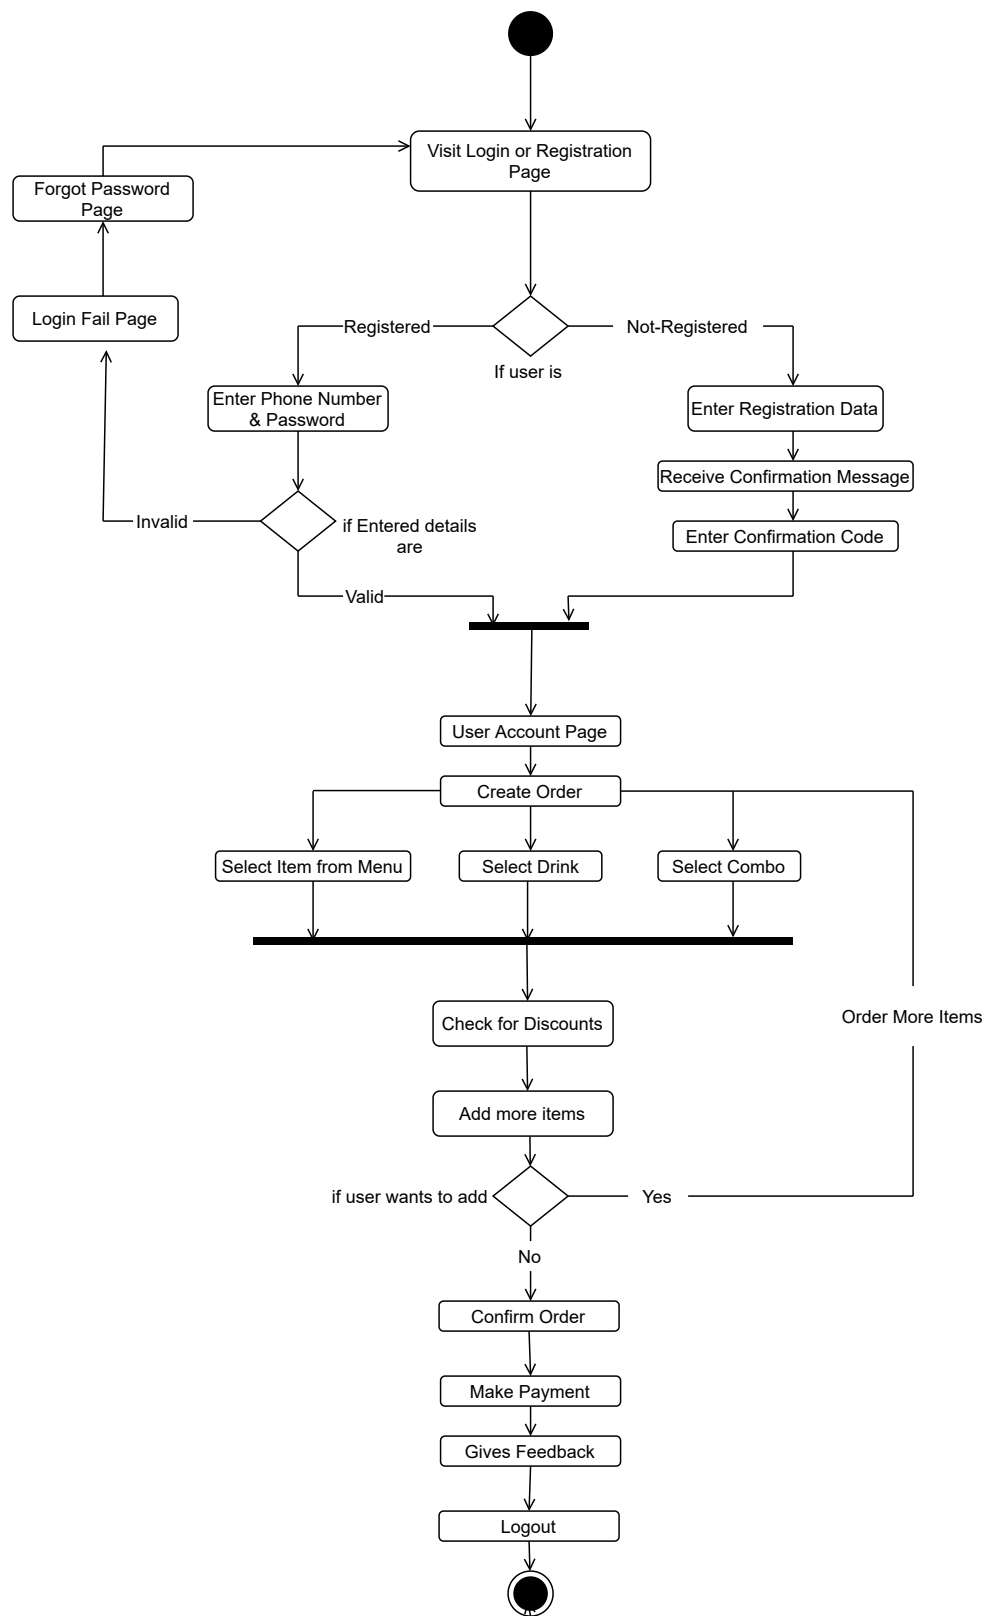 Visit Login or Registration
Page
Forgot Password
Page
Login Fail Page
Registered
Not-Registered
If user is
Enter Phone Number
& Password
Enter Registration Data
Receive Confirmation Message
Invalid
if Entered details
are
Enter Confirmation Code
Valid
User Account Page
Create Order
Select Item from Menu
Select Drink
Select Combo
Check for Discounts
Order More Items
Add more items
if user wants to add
Yes
No
Confirm Order
Make Payment
Gives Feedback
Logout